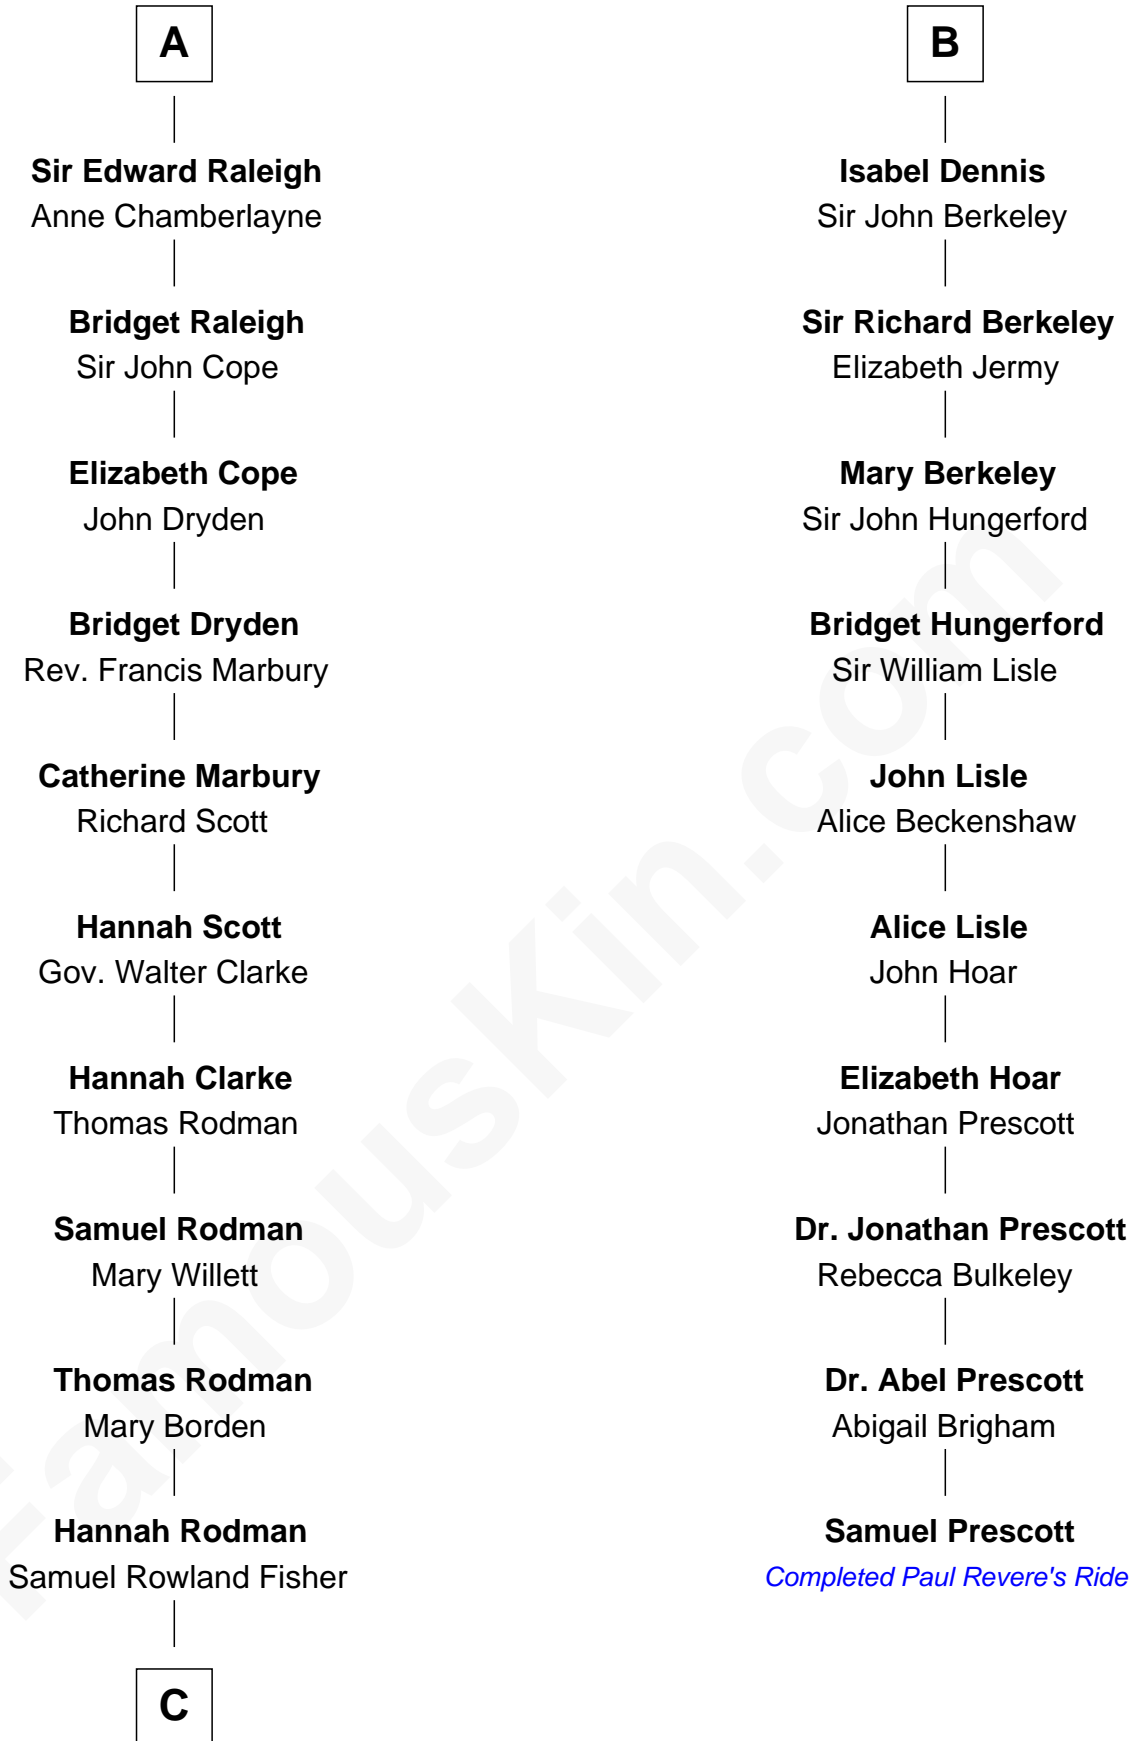 A
Sir Edward Raleigh
Anne Chamberlayne
Bridget Raleigh
Sir John Cope
Elizabeth Cope
John Dryden
Bridget Dryden
Rev. Francis Marbury
Catherine Marbury
Richard Scott
Hannah Scott
Gov. Walter Clarke
Hannah Clarke
Thomas Rodman
Samuel Rodman
Mary Willett
Thomas Rodman
Mary Borden
Hannah Rodman
Samuel Rowland Fisher
C
B
Isabel Dennis
Sir John Berkeley
Sir Richard Berkeley
Elizabeth Jermy
Mary Berkeley
Sir John Hungerford
Bridget Hungerford
Sir William Lisle
John Lisle
Alice Beckenshaw
Alice Lisle
John Hoar
Elizabeth Hoar
Jonathan Prescott
Dr. Jonathan Prescott
Rebecca Bulkeley
Dr. Abel Prescott
Abigail Brigham
Samuel Prescott
Completed Paul Revere's Ride
FamousKin.com